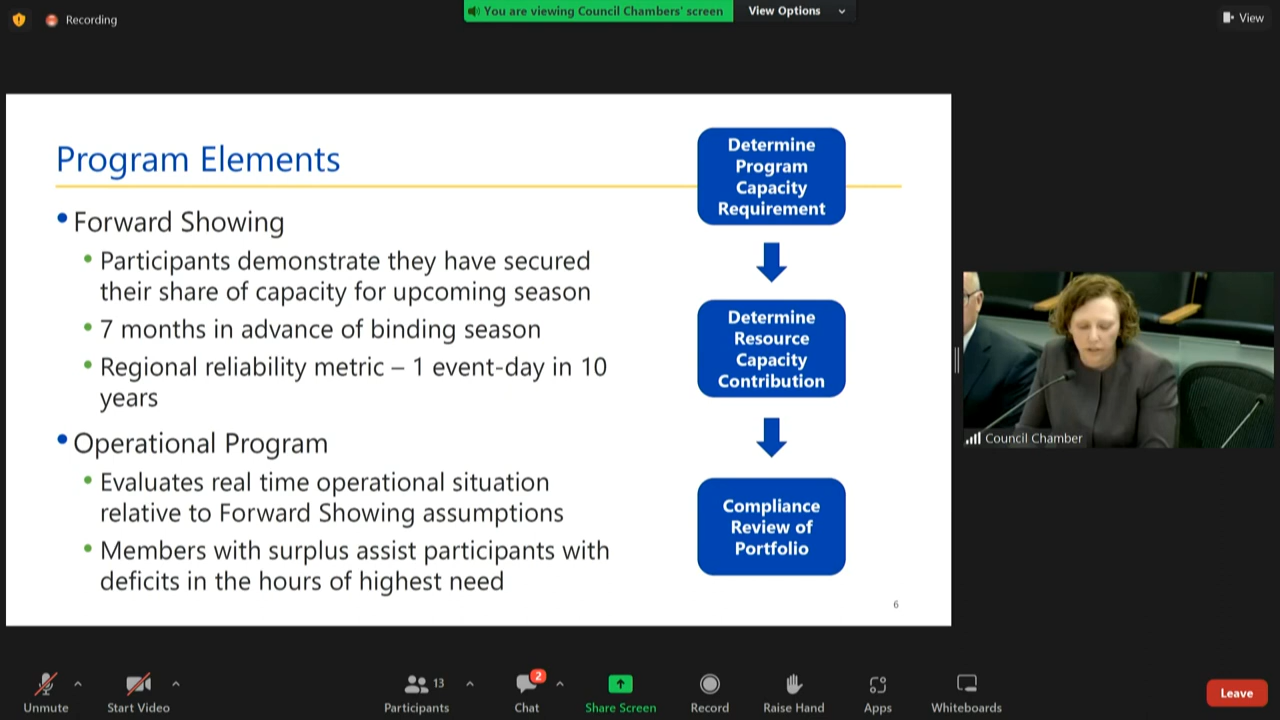 Recording
You are viewing Council Chambers' screen
View Options
View
Program Elements
•Forward Showing
• Participants demonstrate they have secured
their share of capacity for upcoming season
• 7 months in advance of binding season
• Regional reliability metric – 1 event-day in 10
years
•Operational Program
• Evaluates real time operational situation
relative to Forward Showing assumptions
• Members with surplus assist participants with
deficits in the hours of highest need
Determine
Program
Capacity
Requirement
Determine
Resource
Capacity
Contribution
Compliance
Review of
Portfolio
6
Council Chamber
Unmute
Start Video
13
Participants
2
Chat
Share Screen
Record
Raise Hand
Apps
Whiteboards
Leave